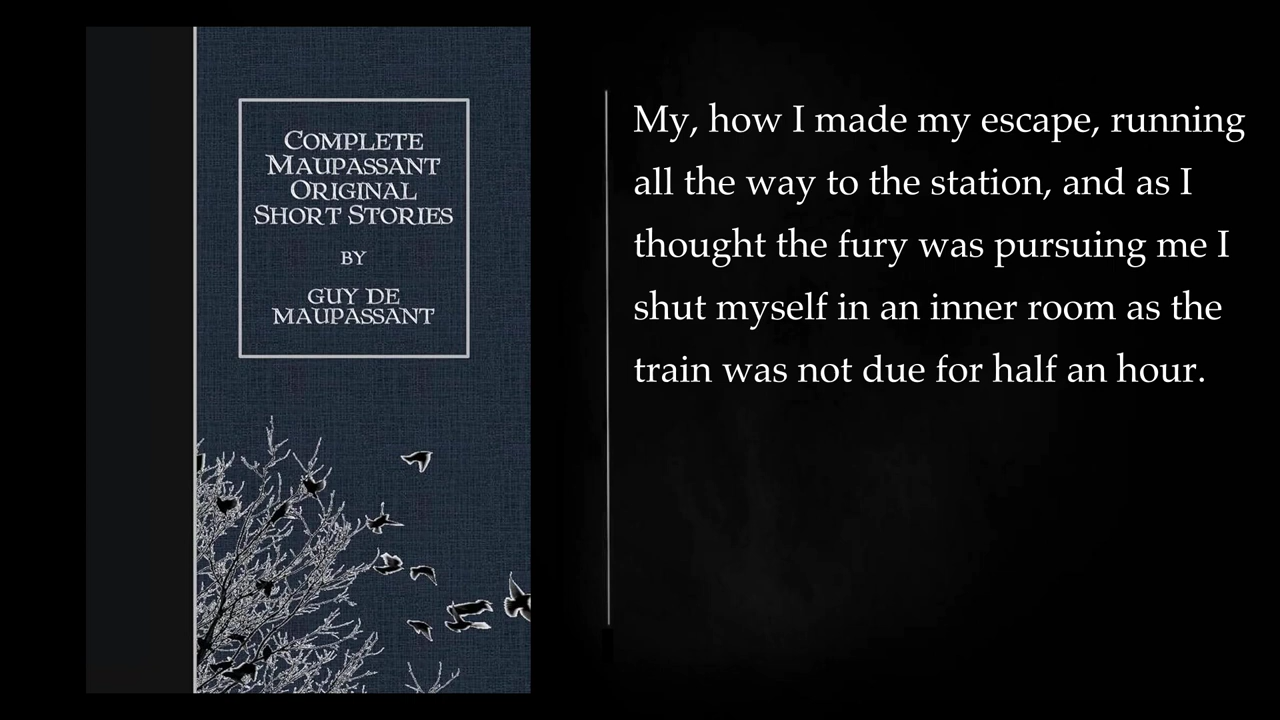 COMPLETE
MAUPASSANT
ORIGINAL
SHORT STORIES
BY
GUY DE
MAUPASSANT
My, how I made my escape, running
all the way to the station, and as I
thought the fury was pursuing me I
shut myself in an inner room as the
train was not due for half an hour.